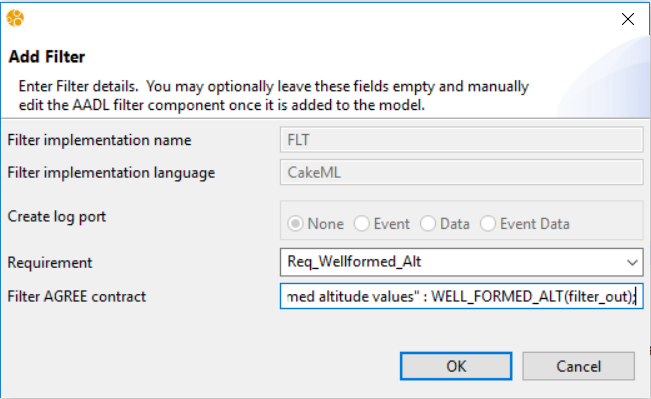 Add Filter
Enter Filter details. You may optionally leave these fields empty and manually
edit the AADL filter component once it is added to the model.
Filter implementation name FLT
Filter implementation language CakeML
Create log port None Event Data Event Data
Requirement Req_Wellformed_Alt
Filter AGREE contract med altitude values" : WELL_FORMED_ALT(filter_out);
OK Cancel